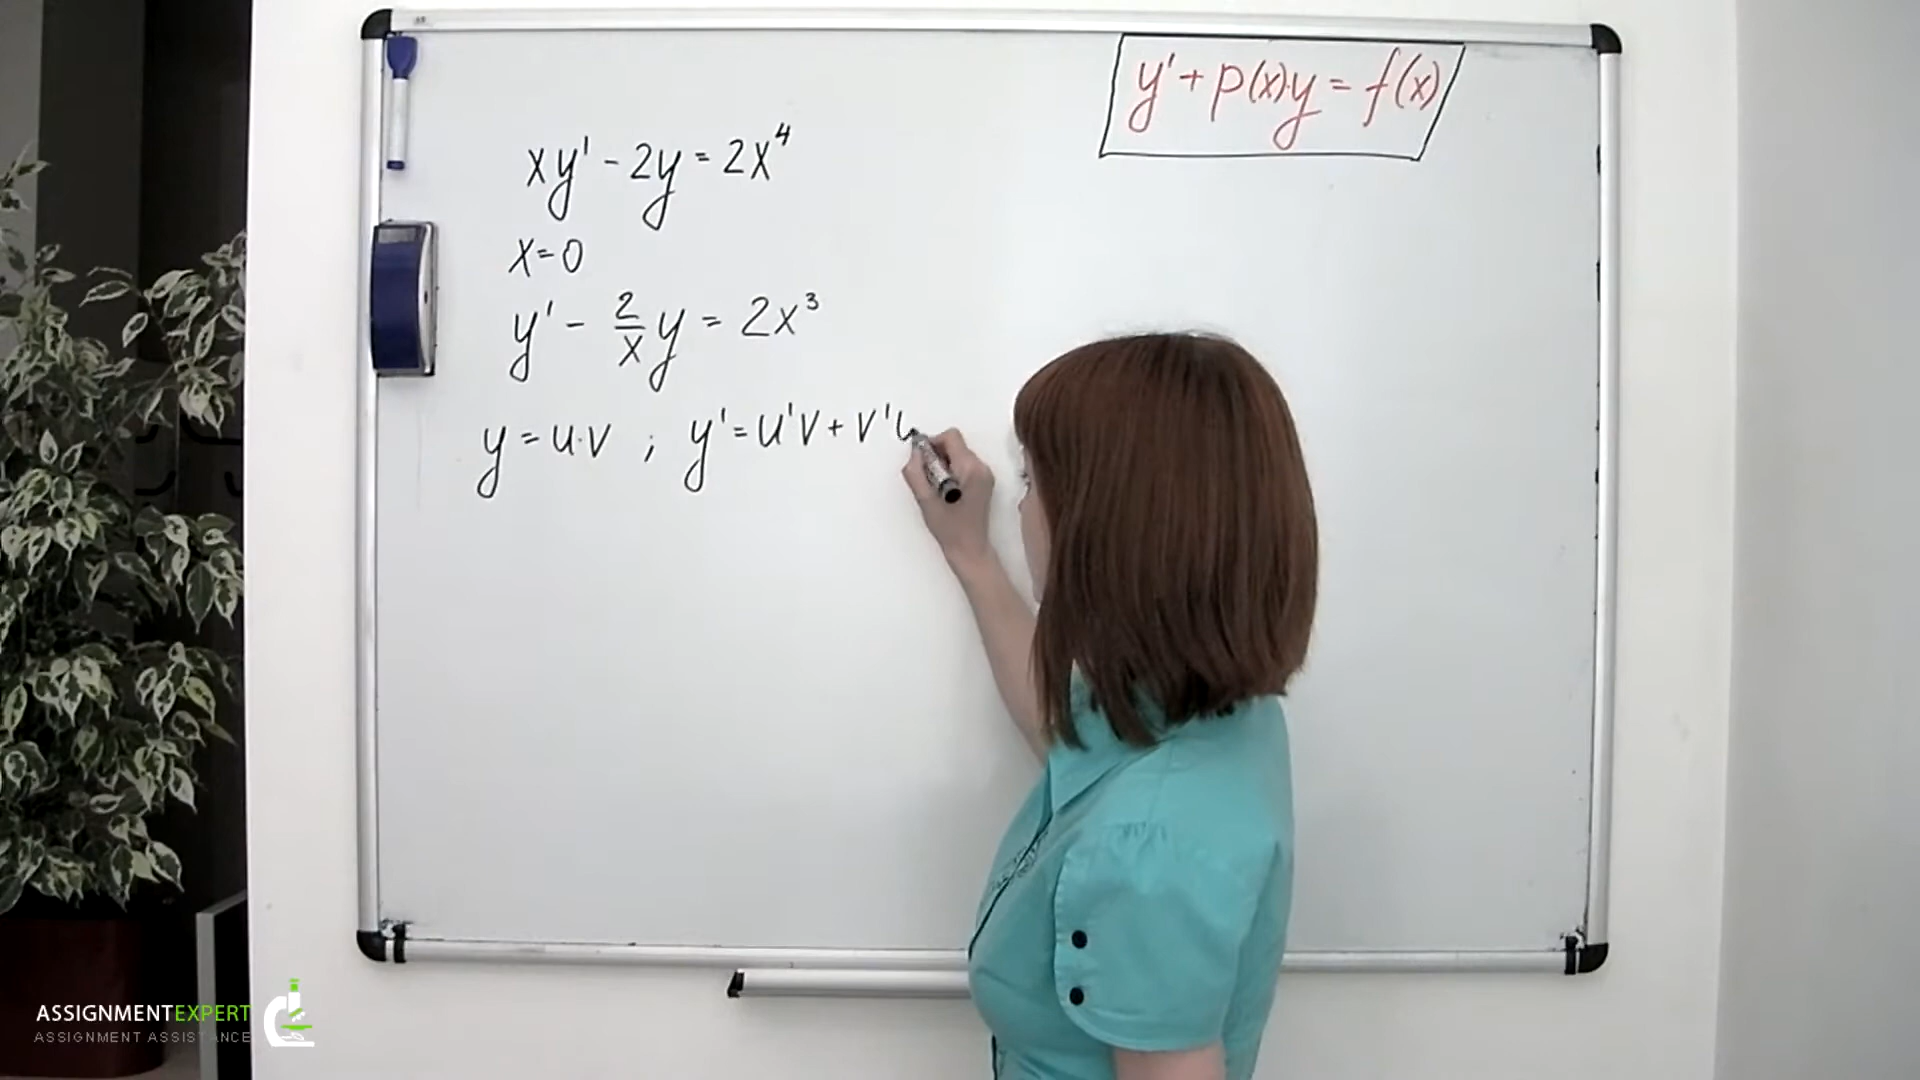 y' + p(x)·y = f(x)
xy' - 2y = 2x⁴
x=0
y' - 2/x y = 2x³
y = u·v ; y' = u'v + v'u
ASSIGNMENTEXPERT
ASSIGNMENT ASSISTANCE